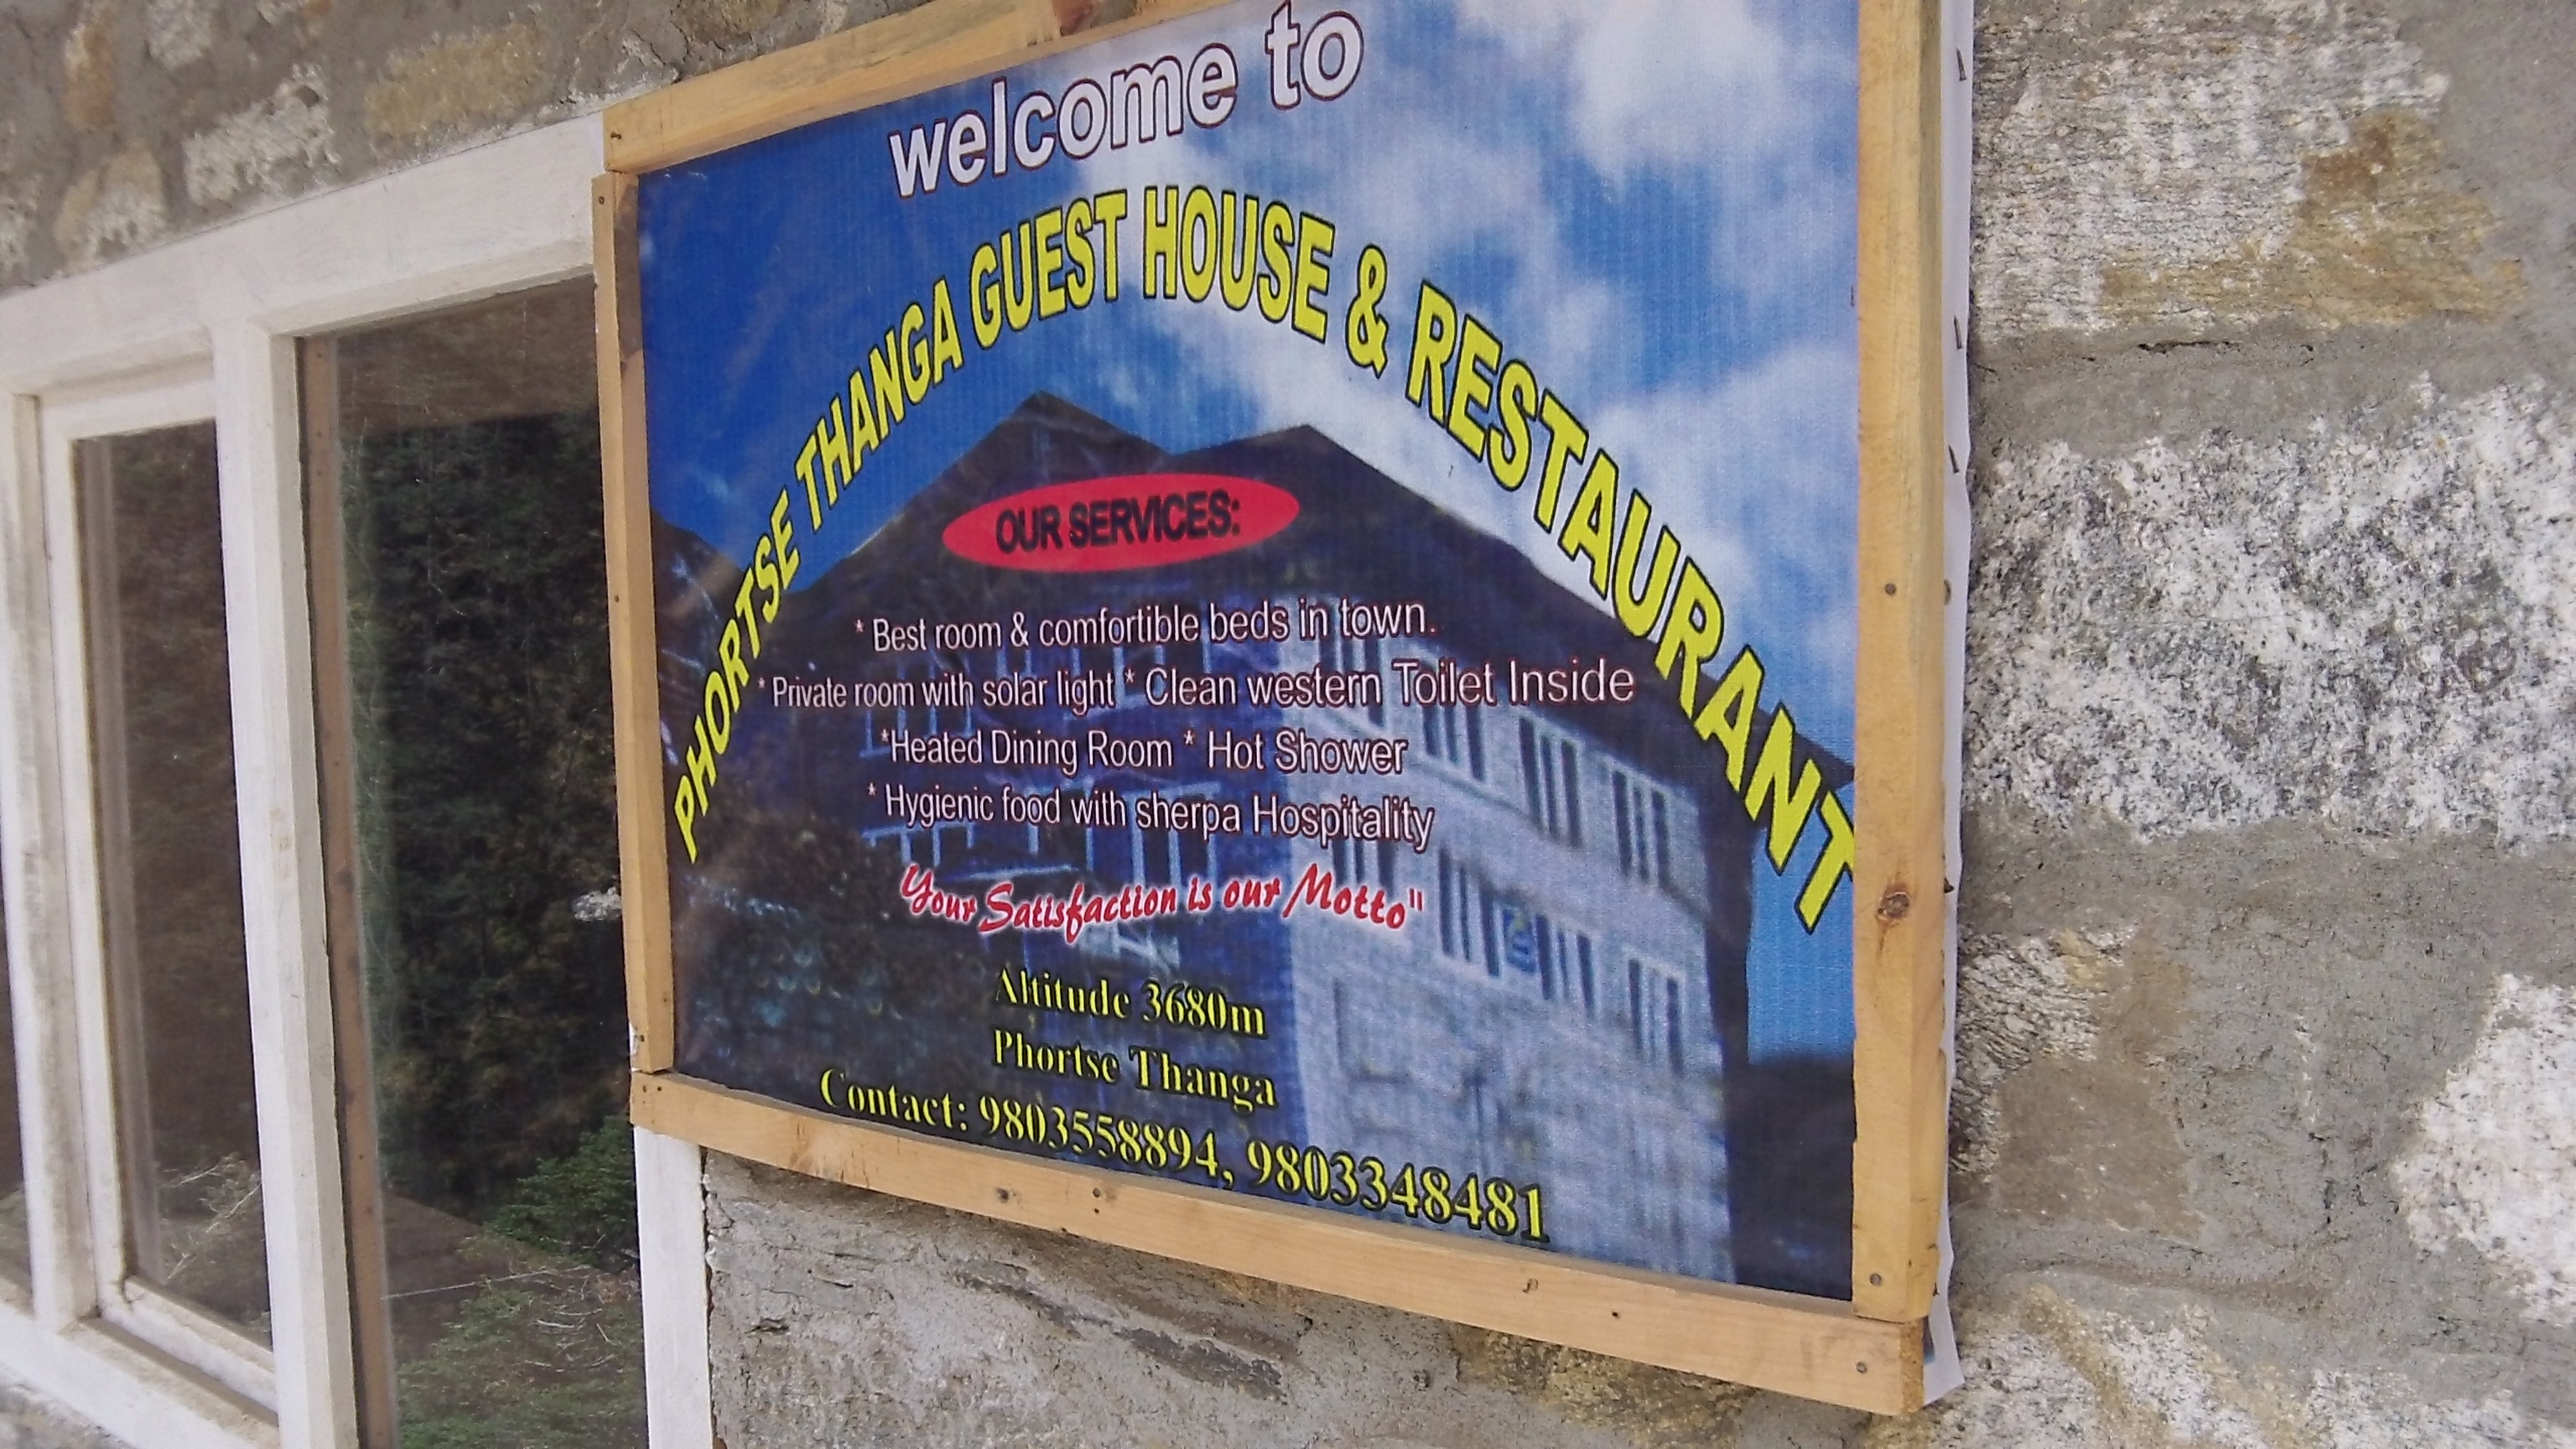 welcome to
PHORTSE THANGA GUEST HOUSE & RESTAURANT
OUR SERVICES:
* Best room & comfortible beds in town.
* Private room with solar light * Clean western Toilet Inside
*Heated Dining Room * Hot Shower
* Hygienic food with sherpa Hospitality
Your Satisfaction is our Motto"
Altitude 3680m
Phortse Thanga
Contact: 9803558894, 9803348481